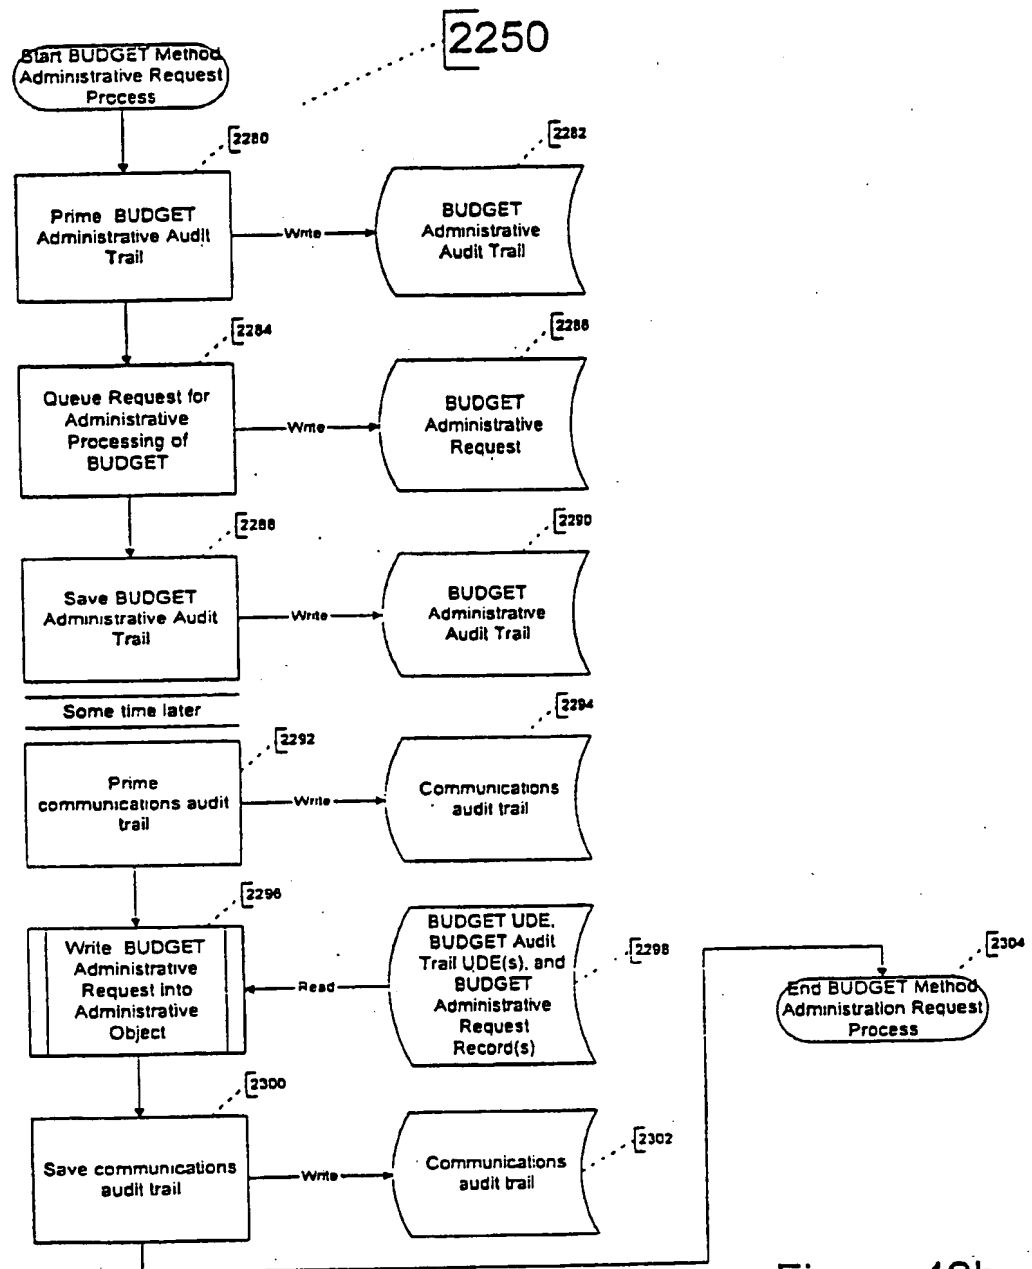 2250
Start BUDGET Method
Administrative Request
Process
2280
2282
Prime BUDGET
Administrative Audit
Trail
Write
BUDGET
Administrative
Audit Trail
2284
2286
Queue Request for
Administrative
Processing of
BUDGET
Write
BUDGET
Administrative
Request
2288
2290
Save BUDGET
Administrative Audit
Trail
Write
BUDGET
Administrative
Audit Trail
Some time later
2292
2294
Prime
communications audit
trail
Write
Communications
audit trail
2296
Write BUDGET
Administrative
Request into
Administrative
Object
Read
BUDGET UDE,
BUDGET Audit
Trail UDE(s), and
BUDGET
Administrative
Request
Record(s)
2298
2304
End BUDGET Method
Administration Request
Process
2300
2302
Save communications
audit trail
Write
Communications
audit trail